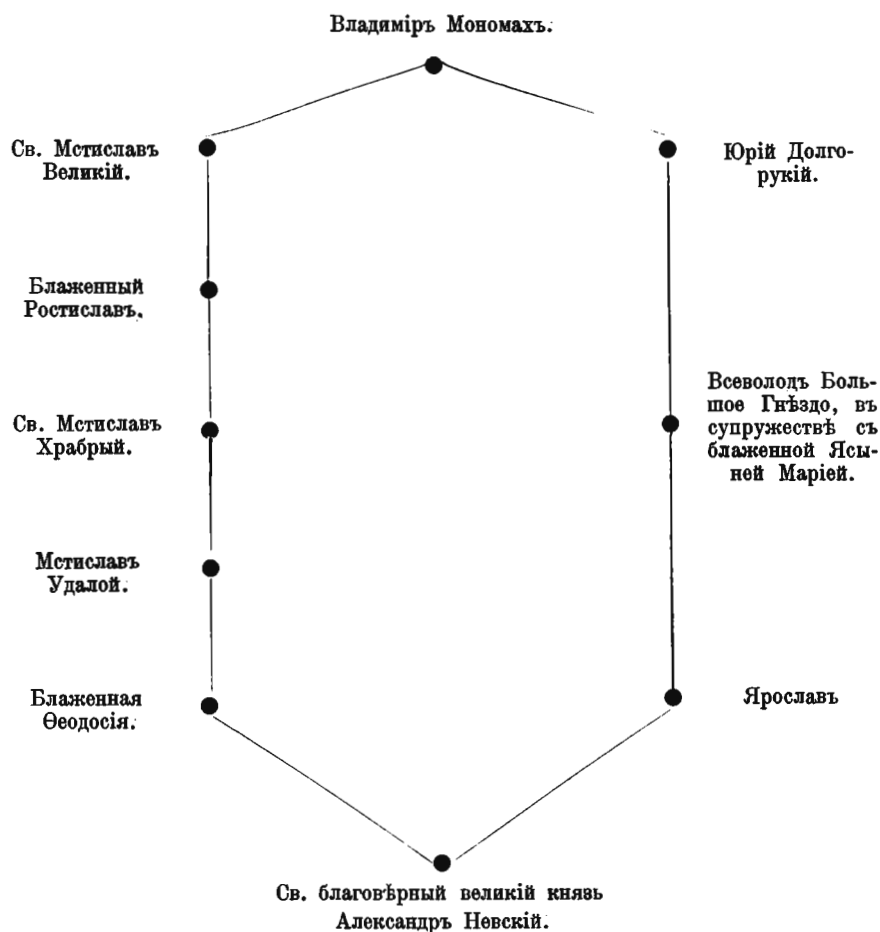 Владиміръ Мономахъ.
Св. Мстиславъ
Великій.
Юрій Долго-
рукій.
Блаженный
Ростиславъ.
Св. Мстиславъ
Храбрый.
Всеволодъ Боль-
шое Гнѣздо, въ
супружествѣ съ
блаженной Ясы-
ней Маріей.
Мстиславъ
Удалой.
Блаженная
Ѳеодосія.
Ярославъ
Св. благовѣрный великій князь
Александръ Невскій.